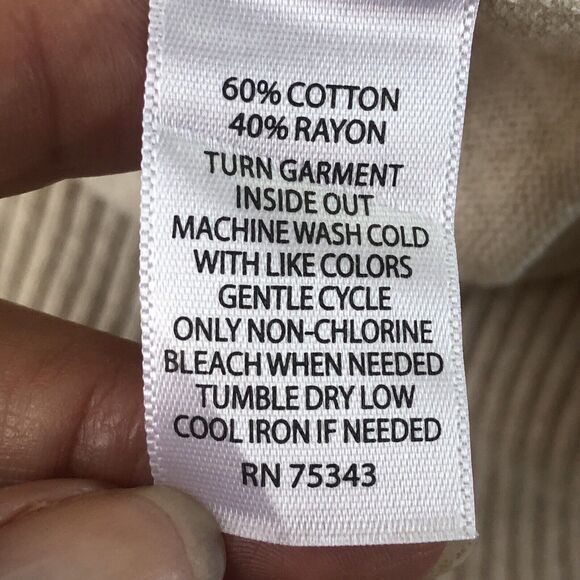 60% COTTON
40% RAYON
TURN GARMENT
INSIDE OUT
MACHINE WASH COLD
WITH LIKE COLORS
GENTLE CYCLE
ONLY NON-CHLORINE
BLEACH WHEN NEEDED
TUMBLE DRY LOW
COOL IRON IF NEEDED
RN 75343